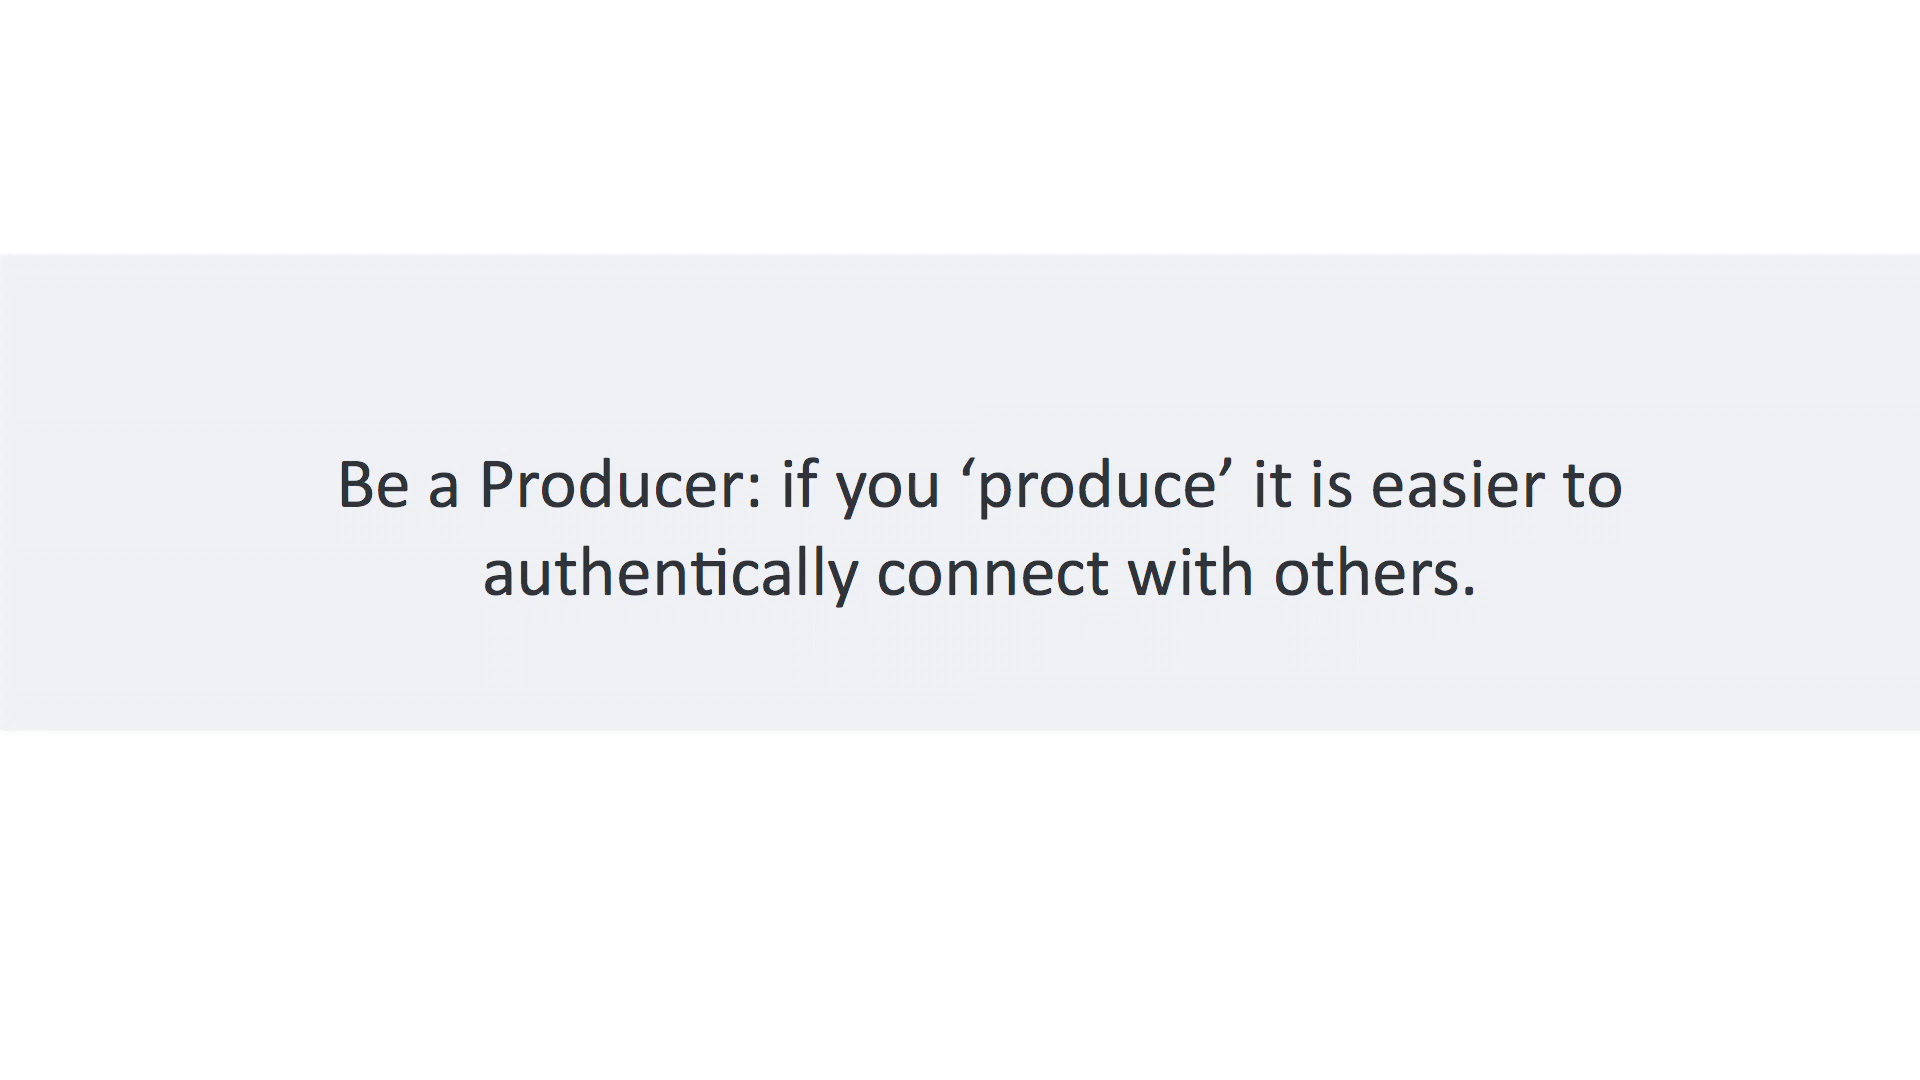 Be a Producer: if you ‘produce’ it is easier to
authentically connect with others.